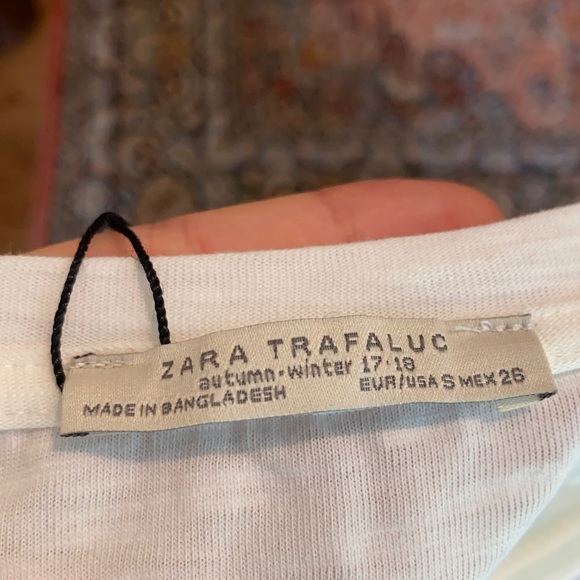 ZARA TRAFALUC
autumn·winter 17·18
MADE IN BANGLADESH EUR/USA S MEX 26